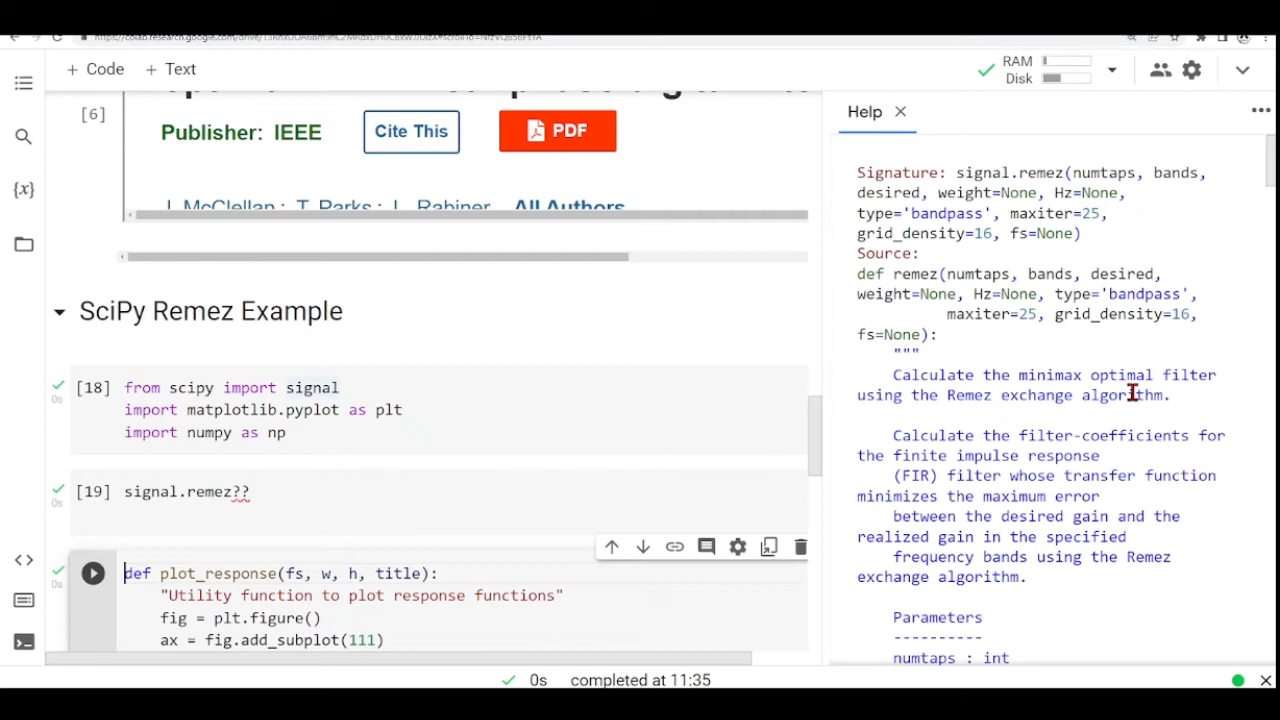 + Code + Text
RAM
Disk
[6]
Publisher: IEEE
Cite This
PDF
J. McClellan ; T. Parks ; L. Rabiner All Authors
SciPy Remez Example
[18] from scipy import signal
import matplotlib.pyplot as plt
import numpy as np
0s
[19] signal.remez??
0s
def plot_response(fs, w, h, title):
0s
"Utility function to plot response functions"
fig = plt.figure()
ax = fig.add_subplot(111)
Help
Signature: signal.remez(numtaps, bands,
desired, weight=None, Hz=None,
type='bandpass', maxiter=25,
grid_density=16, fs=None)
Source:
def remez(numtaps, bands, desired,
weight=None, Hz=None, type='bandpass',
maxiter=25, grid_density=16,
fs=None):
"""
Calculate the minimax optimal filter
using the Remez exchange algorithm.
Calculate the filter-coefficients for
the finite impulse response
(FIR) filter whose transfer function
minimizes the maximum error
between the desired gain and the
realized gain in the specified
frequency bands using the Remez
exchange algorithm.
Parameters
----------
numtaps : int
0s completed at 11:35